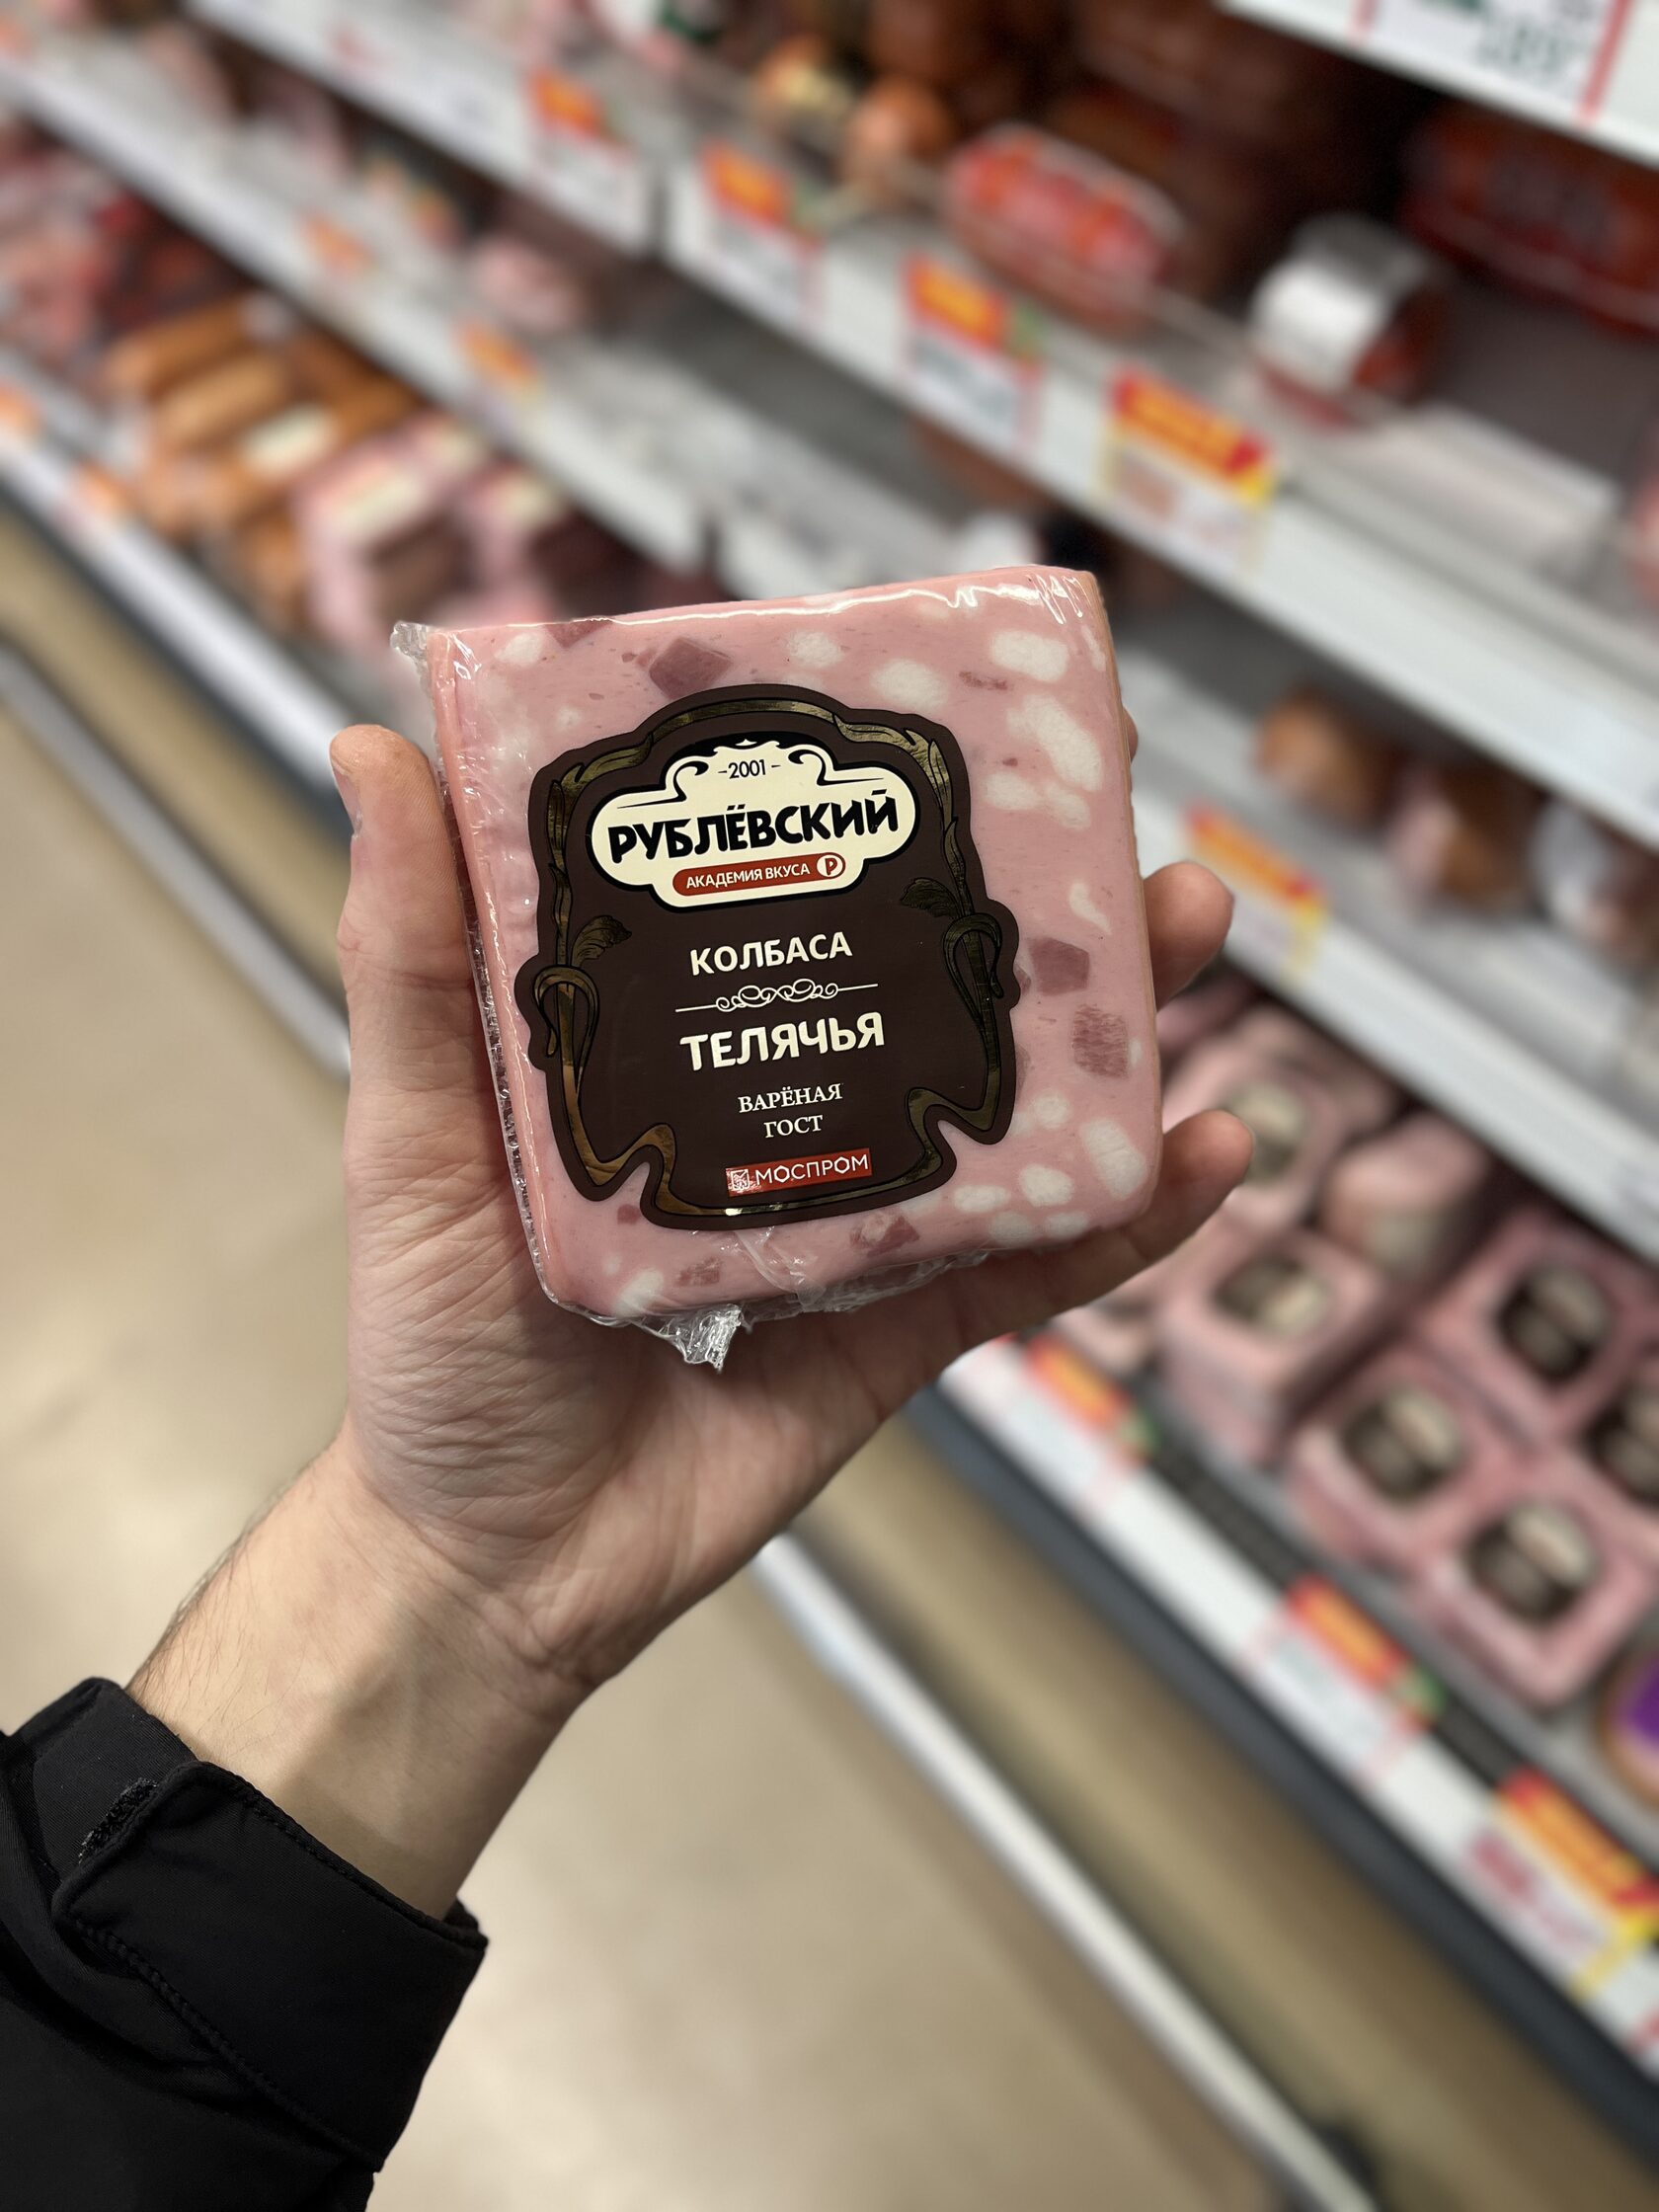 -2001-
РУБЛЁВСКИЙ
АКАДЕМИЯ ВКУСА Р
КОЛБАСА
ТЕЛЯЧЬЯ
ВАРЁНАЯ
ГОСТ
МОСПРОМ